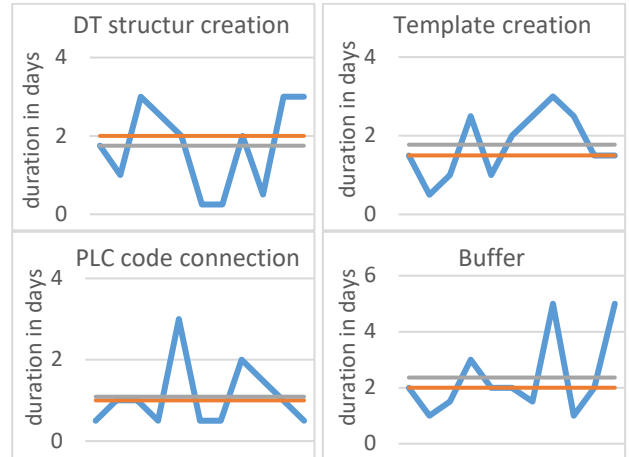 DT structur creation
duration in days
4
2
0
Template creation
duration in days
4
2
0
PLC code connection
duration in days
4
2
0
Buffer
duration in days
6
4
2
0